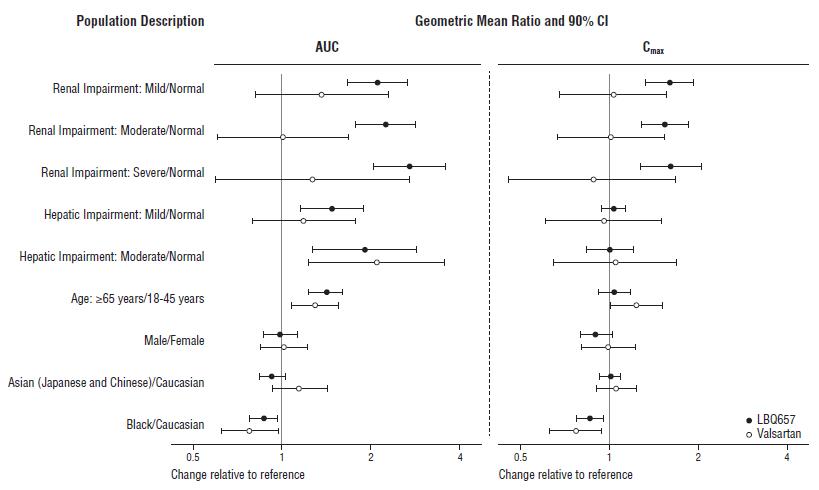 Population Description
Geometric Mean Ratio and 90% CI
AUC
Cmax
Renal Impairment: Mild/Normal
Renal Impairment: Moderate/Normal
Renal Impairment: Severe/Normal
Hepatic Impairment: Mild/Normal
Hepatic Impairment: Moderate/Normal
Age: ≥65 years/18-45 years
Male/Female
Asian (Japanese and Chinese)/Caucasian
Black/Caucasian
LBQ657
Valsartan
0.5 1 2 4
0.5 1 2 4
Change relative to reference
Change relative to reference